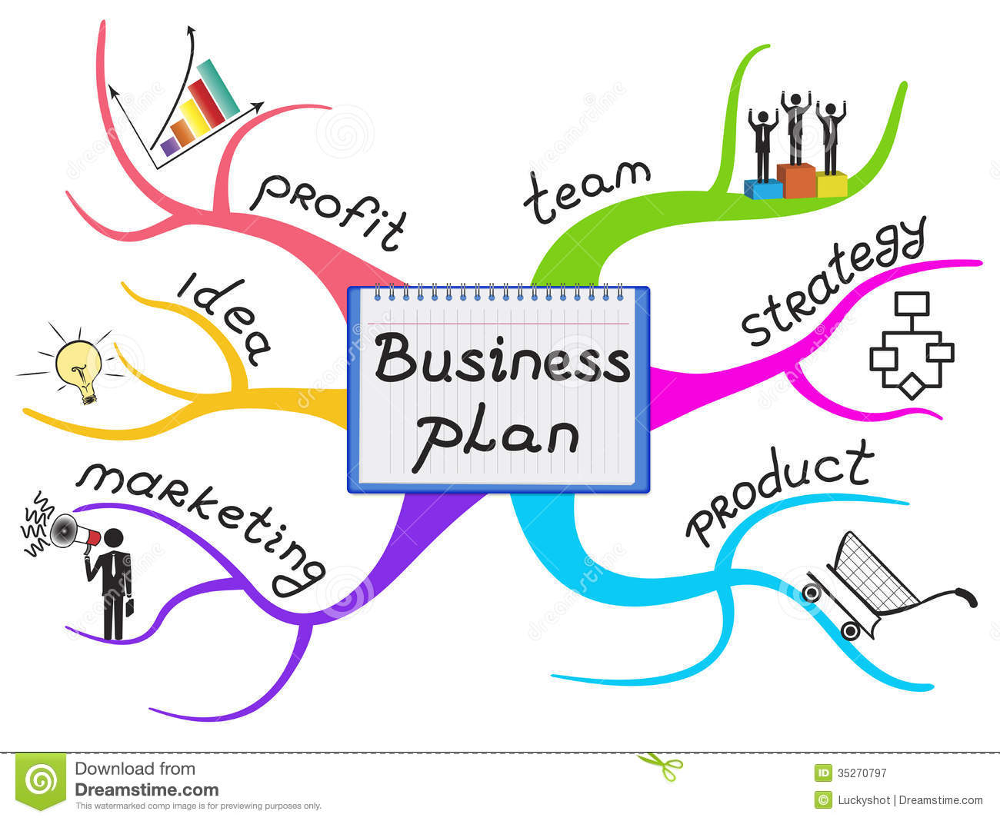 profit
team
idea
strategy
Business
plan
marketing
product
Download from
Dreamstime.com
This watermarked comp image is for previewing purposes only.
ID 35270797
© Luckyshot | Dreamstime.com
dreamstime